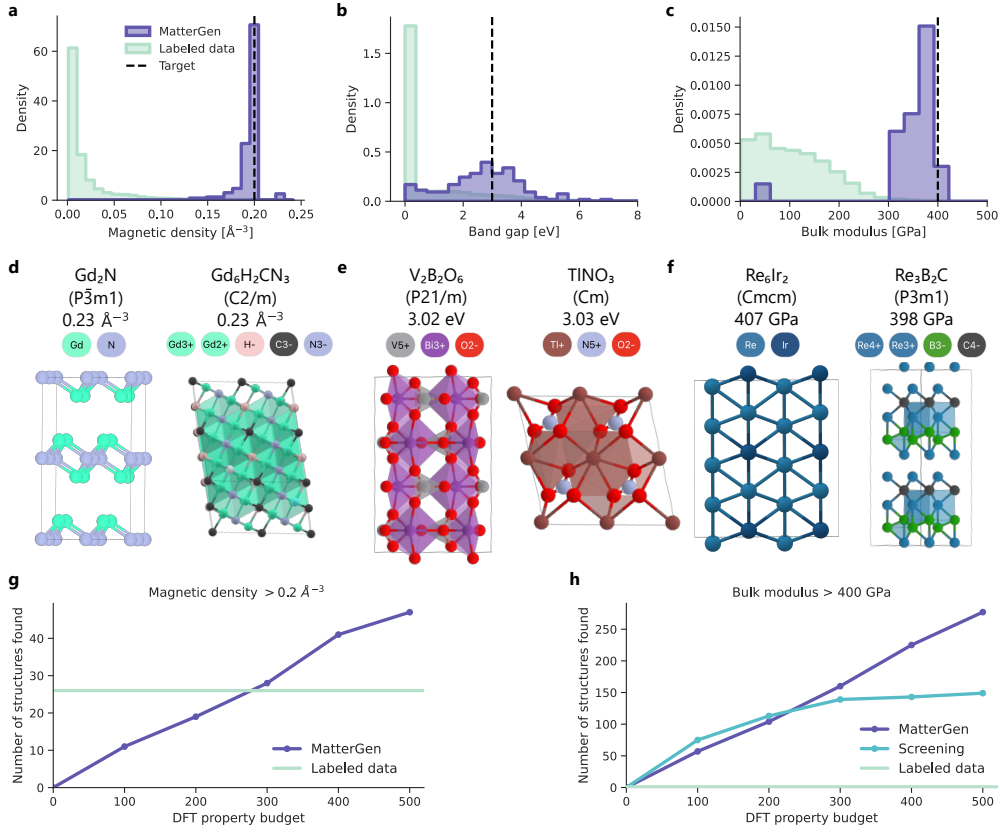 a
60
40
20
0
Density
MatterGen
Labeled data
Target
0.00 0.05 0.10 0.15 0.20 0.25
Magnetic density [Å⁻³]
b
1.5
1.0
0.5
0.0
Density
0 2 4 6 8
Band gap [eV]
c
0.0150
0.0125
0.0100
0.0075
0.0050
0.0025
0.0000
Density
0 100 200 300 400 500
Bulk modulus [GPa]
d
Gd₂N
(P3̅m1)
0.23 Å⁻³
Gd N
Gd₆H₂CN₃
(C2/m)
0.23 Å⁻³
Gd3+ Gd2+ H- C3- N3-
e
V₂B₂O₆
(P21/m)
3.02 eV
V5+ Bi3+ O2-
TlNO₃
(Cm)
3.03 eV
Tl+ N5+ O2-
f
Re₆Ir₂
(Cmcm)
407 GPa
Re Ir
Re₃B₂C
(P3m1)
398 GPa
Re4+ Re3+ B3- C4-
g
Magnetic density > 0.2 Å⁻³
Number of structures found
40
30
20
10
0
MatterGen
Labeled data
0 100 200 300 400 500
DFT property budget
h
Bulk modulus > 400 GPa
Number of structures found
250
200
150
100
50
0
MatterGen
Screening
Labeled data
0 100 200 300 400 500
DFT property budget